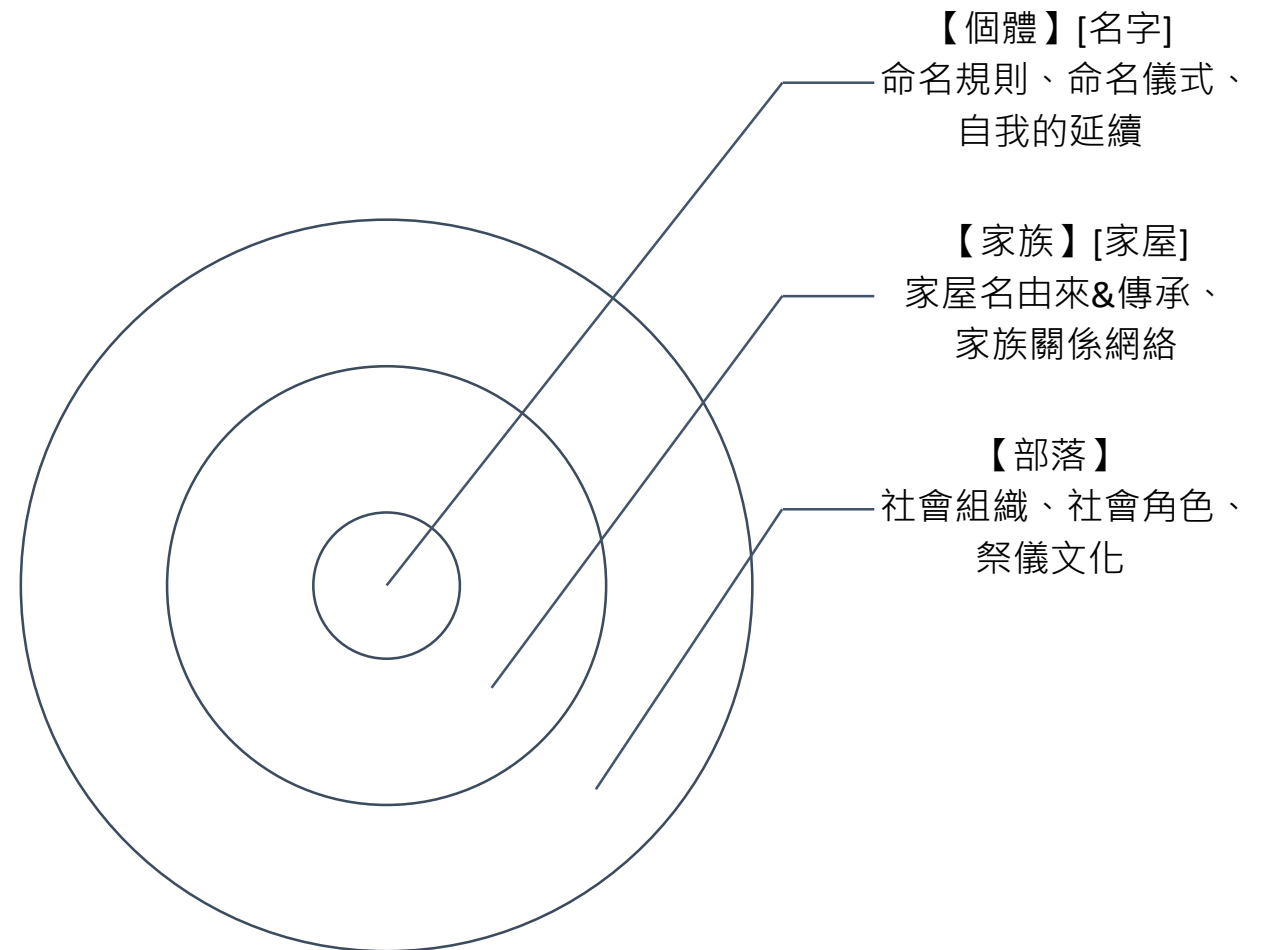 【個體】[名字]
命名規則、命名儀式、
自我的延續
【家族】[家屋]
家屋名由來&傳承、
家族關係網絡
【部落】
社會組織、社會角色、
祭儀文化